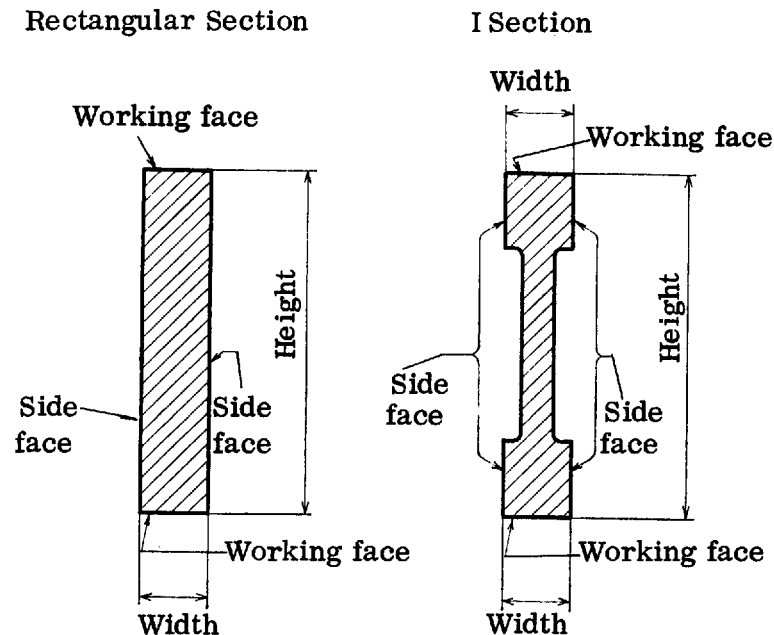 Rectangular Section
Working face
Height
Side
face
Side
face
Working face
Width
I Section
Width
Working face
Height
Side
face
Side
face
Working face
Width